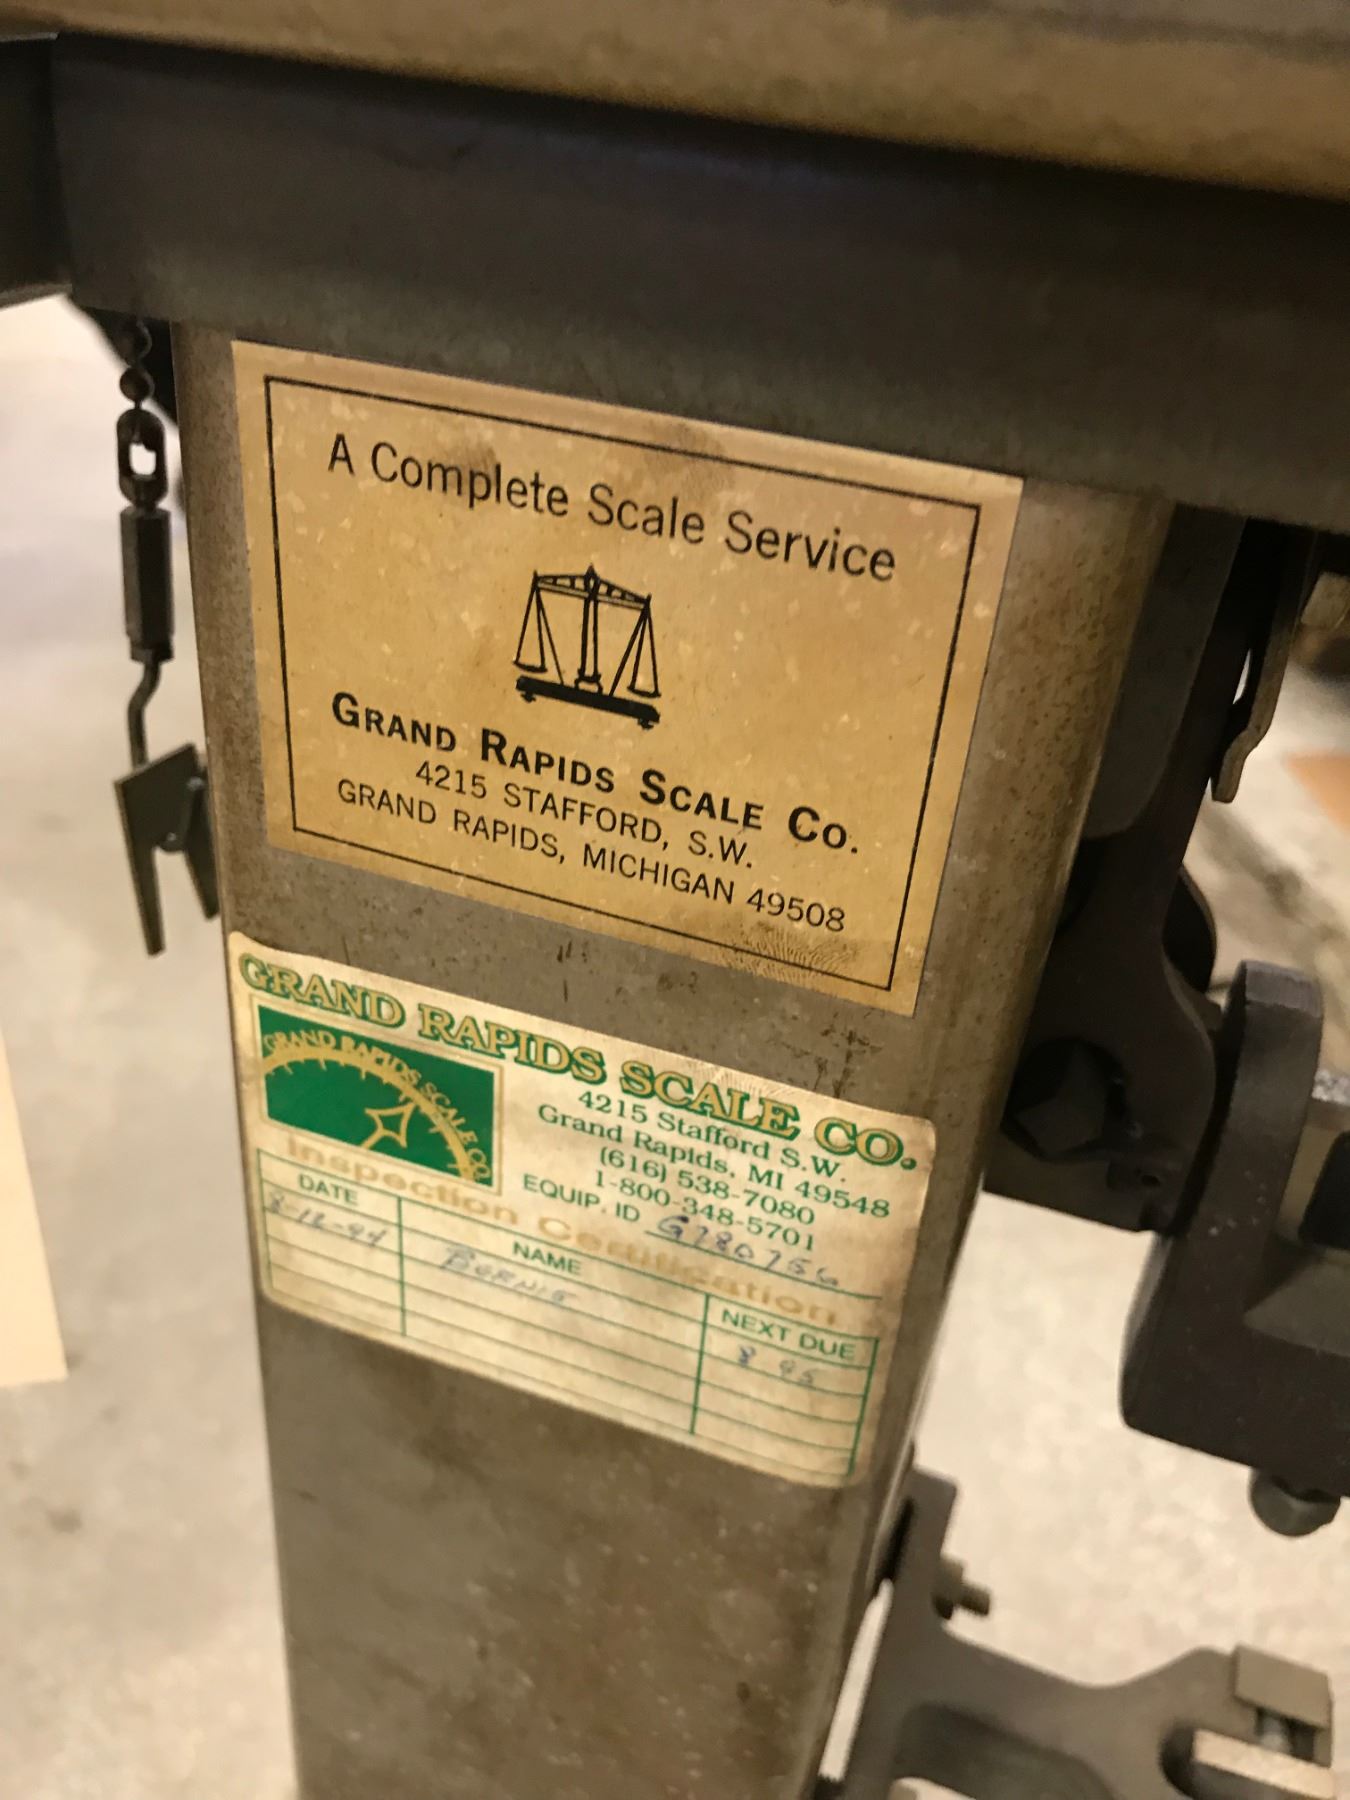 A Complete Scale Service
GRAND RAPIDS SCALE CO.
4215 STAFFORD, S.W.
GRAND RAPIDS, MICHIGAN 49508
GRAND RAPIDS SCALE CO.
GRAND RAPIDS SCALE CO.
4215 Stafford S.W.
Grand Rapids, MI 49548
(616) 538-7080
1-800-348-5701
EQUIP. ID G780756
Inspection Certification
DATE NAME NEXT DUE
8-12-94 BERNIE 8 95